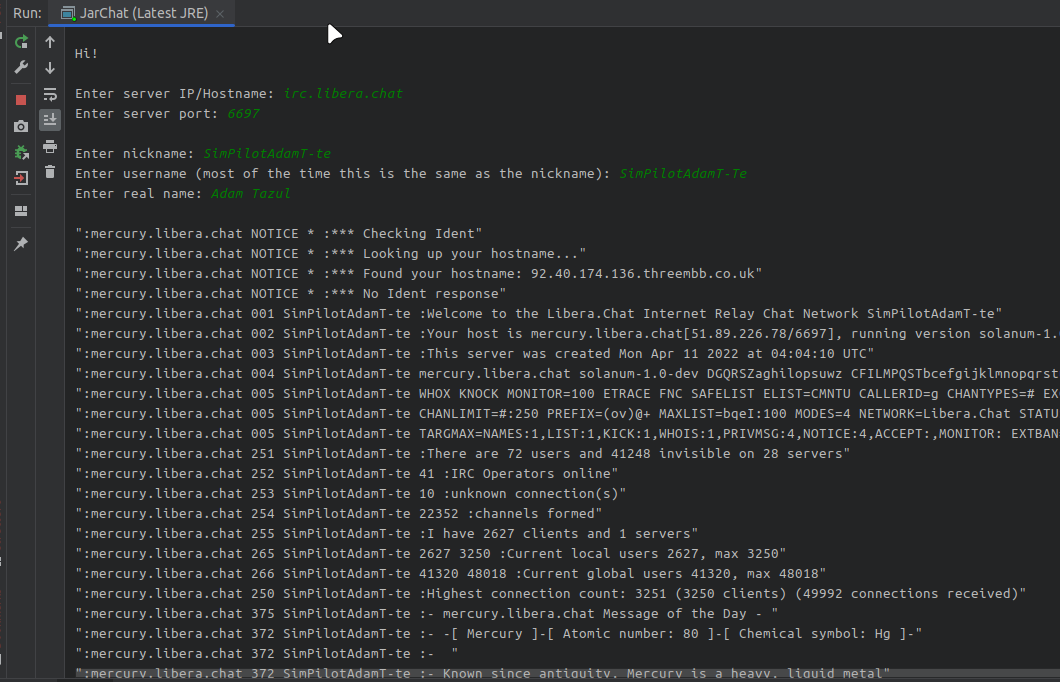 Run: JarChat (Latest JRE) ×
Hi!
Enter server IP/Hostname: irc.libera.chat
Enter server port: 6697
Enter nickname: SimPilotAdamT-te
Enter username (most of the time this is the same as the nickname): SimPilotAdamT-Te
Enter real name: Adam Tazul
":mercury.libera.chat NOTICE * :*** Checking Ident"
":mercury.libera.chat NOTICE * :*** Looking up your hostname..."
":mercury.libera.chat NOTICE * :*** Found your hostname: 92.40.174.136.threembb.co.uk"
":mercury.libera.chat NOTICE * :*** No Ident response"
":mercury.libera.chat 001 SimPilotAdamT-te :Welcome to the Libera.Chat Internet Relay Chat Network SimPilotAdamT-te"
":mercury.libera.chat 002 SimPilotAdamT-te :Your host is mercury.libera.chat[51.89.226.78/6697], running version solanum-1.
":mercury.libera.chat 003 SimPilotAdamT-te :This server was created Mon Apr 11 2022 at 04:04:10 UTC"
":mercury.libera.chat 004 SimPilotAdamT-te mercury.libera.chat solanum-1.0-dev DGQRSZaghilopsuwz CFILMPQSTbcefgijklmnopqrst
":mercury.libera.chat 005 SimPilotAdamT-te WHOX KNOCK MONITOR=100 ETRACE FNC SAFELIST ELIST=CMNTU CALLERID=g CHANTYPES=# EX
":mercury.libera.chat 005 SimPilotAdamT-te CHANLIMIT=#:250 PREFIX=(ov)@+ MAXLIST=bqeI:100 MODES=4 NETWORK=Libera.Chat STATU
":mercury.libera.chat 005 SimPilotAdamT-te TARGMAX=NAMES:1,LIST:1,KICK:1,WHOIS:1,PRIVMSG:4,NOTICE:4,ACCEPT:,MONITOR: EXTBAN
":mercury.libera.chat 251 SimPilotAdamT-te :There are 72 users and 41248 invisible on 28 servers"
":mercury.libera.chat 252 SimPilotAdamT-te 41 :IRC Operators online"
":mercury.libera.chat 253 SimPilotAdamT-te 10 :unknown connection(s)"
":mercury.libera.chat 254 SimPilotAdamT-te 22352 :channels formed"
":mercury.libera.chat 255 SimPilotAdamT-te :I have 2627 clients and 1 servers"
":mercury.libera.chat 265 SimPilotAdamT-te 2627 3250 :Current local users 2627, max 3250"
":mercury.libera.chat 266 SimPilotAdamT-te 41320 48018 :Current global users 41320, max 48018"
":mercury.libera.chat 250 SimPilotAdamT-te :Highest connection count: 3251 (3250 clients) (49992 connections received)"
":mercury.libera.chat 375 SimPilotAdamT-te :- mercury.libera.chat Message of the Day - "
":mercury.libera.chat 372 SimPilotAdamT-te :- -[ Mercury ]-[ Atomic number: 80 ]-[ Chemical symbol: Hg ]-"
":mercury.libera.chat 372 SimPilotAdamT-te :-  "
":mercury.libera.chat 372 SimPilotAdamT-te :- Known since antiquity, Mercury is a heavy, liquid metal"